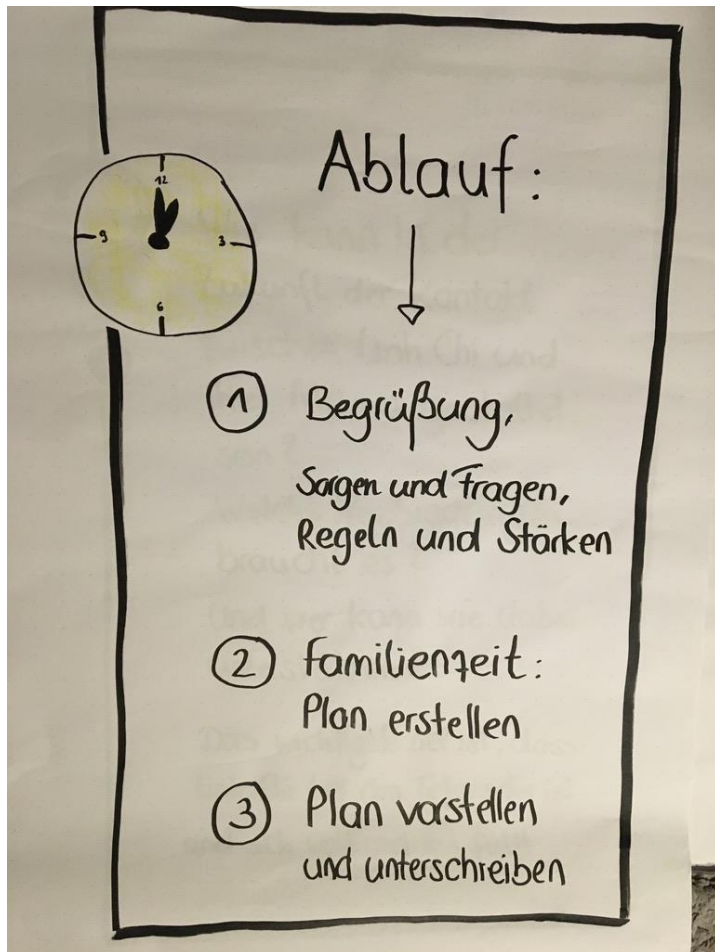 Ablauf:
12
3
6
9
1 Begrüßung,
Sorgen und Fragen,
Regeln und Stärken
2 Familienzeit:
Plan erstellen
3 Plan vorstellen
und unterschreiben